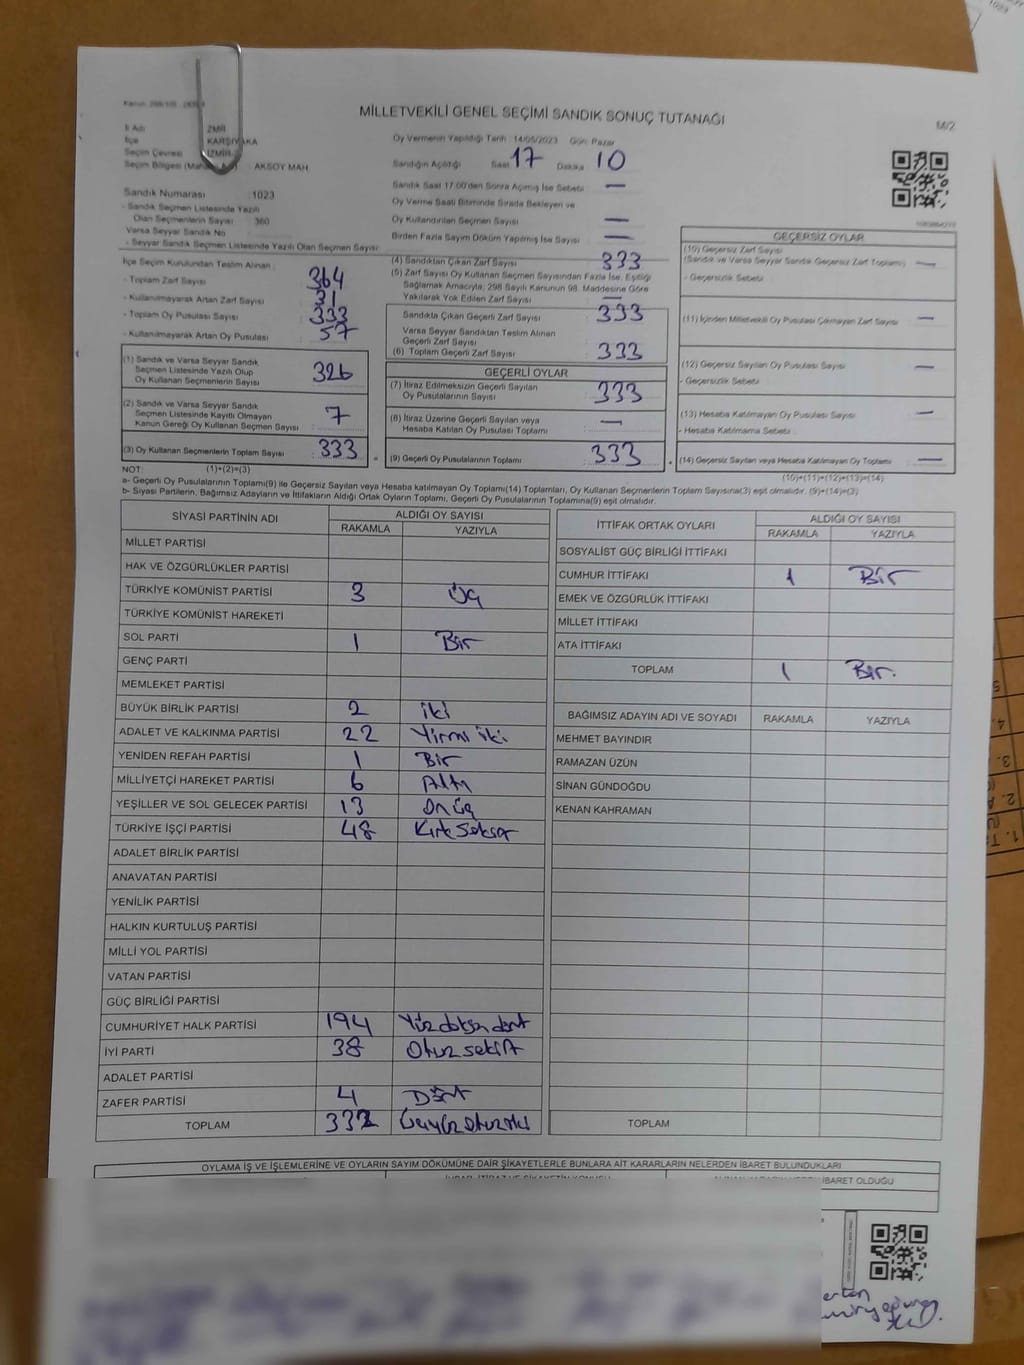 MİLLETVEKİLİ GENEL SEÇİMİ SANDIK SONUÇ TUTANAĞI
M/2
İl Adı ZMİR
İlçe KARŞIYAKA
Seçim Çevresi İZMİR
Seçim Bölgesi : AKSOY MAH.
Oy Vermenin Yapıldığı Tarih : 14/05/2023 Gün: Pazar
Sandığın Açıldığı Saat 17 Dakika 10
Sandık Saat 17:00'den Sonra Açılmış İse Sebebi —
Oy Verme Saati Bitiminde Sırada Bekleyen ve
Oy Kullandırılan Seçmen Sayısı —
Birden Fazla Sayım Döküm Yapılmış İse Sayısı —
Sandık Numarası : 1023
- Sandık Seçmen Listesinde Yazılı
Olan Seçmenlerin Sayısı : 360
Varsa Seyyar Sandık No
- Seyyar Sandık Seçmen Listesinde Yazılı Olan Seçmen Sayısı:
İlçe Seçim Kurulundan Teslim Alınan :
- Toplam Zarf Sayısı 364
- Kullanılmayarak Artan Zarf Sayısı 31
- Toplam Oy Pusulası Sayısı : 333
- Kullanılmayarak Artan Oy Pusulası : 57
(1) Sandık ve Varsa Seyyar Sandık
Seçmen Listesinde Yazılı Olup
Oy Kullanan Seçmenlerin Sayısı 326
(2) Sandık ve Varsa Seyyar Sandık
Seçmen Listesinde Kayıtlı Olmayan
Kanun Gereği Oy Kullanan Seçmen Sayısı : 7
(3) Oy Kullanan Seçmenlerin Toplam Sayısı : 333
(4) Sandıktan Çıkan Zarf Sayısı : 333
(5) Zarf Sayısı Oy Kullanan Seçmen Sayısından Fazla İse, Eşitliği
Sağlamak Amacıyla, 298 Sayılı Kanunun 98. Maddesine Göre
Yakılarak Yok Edilen Zarf Sayısı : —
Sandıkta Çıkan Geçerli Zarf Sayısı : 333
Varsa Seyyar Sandıktan Teslim Alınan
Geçerli Zarf Sayısı
(6) Toplam Geçerli Zarf Sayısı : 333
GEÇERLİ OYLAR
(7) İtiraz Edilmeksizin Geçerli Sayılan
Oy Pusulalarının Sayısı : 333
(8) İtiraz Üzerine Geçerli Sayılan veya
Hesaba Katılan Oy Pusulası Toplamı : —
(9) Geçerli Oy Pusulalarının Toplamı : 333
GEÇERSİZ OYLAR
(10) Geçersiz Zarf Sayısı
(Sandık ve Varsa Seyyar Sandık Geçersiz Zarf Toplamı) : —
- Geçersizlik Sebebi :
(11) İçinden Milletvekili Oy Pusulası Çıkmayan Zarf Sayısı : —
(12) Geçersiz Sayılan Oy Pusulası Sayısı : —
- Geçersizlik Sebebi :
(13) Hesaba Katılmayan Oy Pusulası Sayısı : —
- Hesaba Katılmama Sebebi :
(14) Geçersiz Sayılan veya Hesaba Katılmayan Oy Toplamı : —
NOT: (1)+(2)=(3)
(10)+(11)+(12)+(13)=(14)
a- Geçerli Oy Pusulalarının Toplamı(9) ile Geçersiz Sayılan veya Hesaba katılmayan Oy Toplamı(14) Toplamları, Oy Kullanan Seçmenlerin Toplam Sayısına(3) eşit olmalıdır. (9)+(14)=(3)
b- Siyasi Partilerin, Bağımsız Adayların ve İttifakların Aldığı Ortak Oyların Toplamı, Geçerli Oy Pusulalarının Toplamına(9) eşit olmalıdır.
SİYASİ PARTİNİN ADI ALDIĞI OY SAYISI
RAKAMLA YAZIYLA
MİLLET PARTİSİ
HAK VE ÖZGÜRLÜKLER PARTİSİ
TÜRKİYE KOMÜNİST PARTİSİ 3 Üç
TÜRKİYE KOMÜNİST HAREKETİ
SOL PARTİ 1 Bir
GENÇ PARTİ
MEMLEKET PARTİSİ
BÜYÜK BİRLİK PARTİSİ 2 iki
ADALET VE KALKINMA PARTİSİ 22 Yirmi iki
YENİDEN REFAH PARTİSİ 1 Bir
MİLLİYETÇİ HAREKET PARTİSİ 6 Altı
YEŞİLLER VE SOL GELECEK PARTİSİ 13 Onüç
TÜRKİYE İŞÇİ PARTİSİ 48 Kırksekiz
ADALET BİRLİK PARTİSİ
ANAVATAN PARTİSİ
YENİLİK PARTİSİ
HALKIN KURTULUŞ PARTİSİ
MİLLİ YOL PARTİSİ
VATAN PARTİSİ
GÜÇ BİRLİĞİ PARTİSİ
CUMHURİYET HALK PARTİSİ 194 Yüzdoksan dört
İYİ PARTİ 38 Otuz sekiz
ADALET PARTİSİ
ZAFER PARTİSİ 4 Dört
TOPLAM 332 Üçyüzotuziki
İTTİFAK ORTAK OYLARI ALDIĞI OY SAYISI
RAKAMLA YAZIYLA
SOSYALİST GÜÇ BİRLİĞİ İTTİFAKI
CUMHUR İTTİFAKI 1 Bir
EMEK VE ÖZGÜRLÜK İTTİFAKI
MİLLET İTTİFAKI
ATA İTTİFAKI
TOPLAM 1 Bir.
BAĞIMSIZ ADAYIN ADI VE SOYADI RAKAMLA YAZIYLA
MEHMET BAYINDIR
RAMAZAN ÜZÜN
SİNAN GÜNDOĞDU
KENAN KAHRAMAN
TOPLAM
OYLAMA İŞ VE İŞLEMLERİNE VE OYLARIN SAYIM DÖKÜMÜNE DAİR ŞİKAYETLERLE BUNLARA AİT KARARLARIN NELERDEN İBARET BULUNDUKLARI
İBARET OLDUĞU